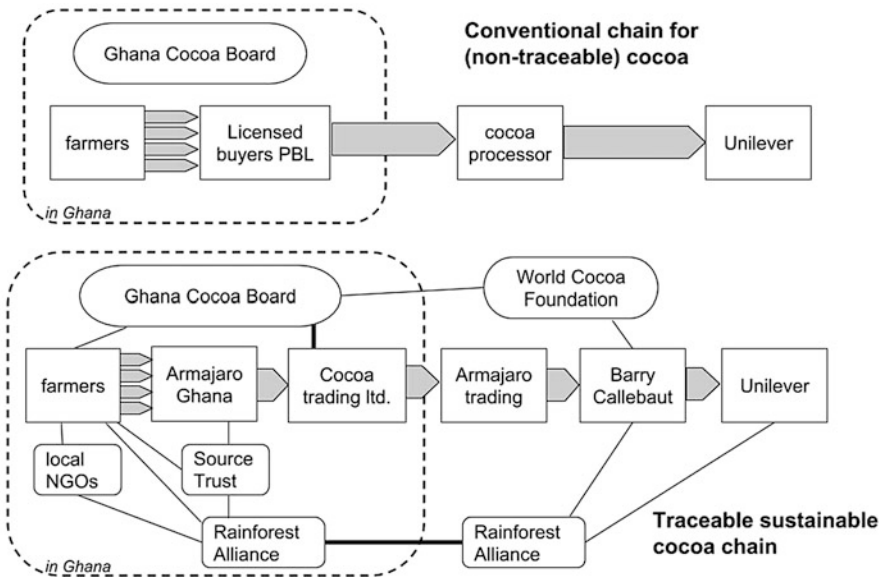 Conventional chain for
(non-traceable) cocoa
Ghana Cocoa Board
farmers
Licensed
buyers PBL
cocoa
processor
Unilever
in Ghana
Ghana Cocoa Board
World Cocoa
Foundation
farmers
Armajaro
Ghana
Cocoa
trading ltd.
Armajaro
trading
Barry
Callebaut
Unilever
local
NGOs
Source
Trust
Rainforest
Alliance
Rainforest
Alliance
Traceable sustainable
cocoa chain
in Ghana